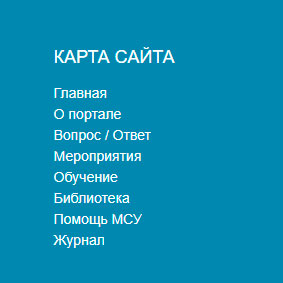 КАРТА САЙТА
Главная
О портале
Вопрос / Ответ
Мероприятия
Обучение
Библиотека
Помощь МСУ
Журнал